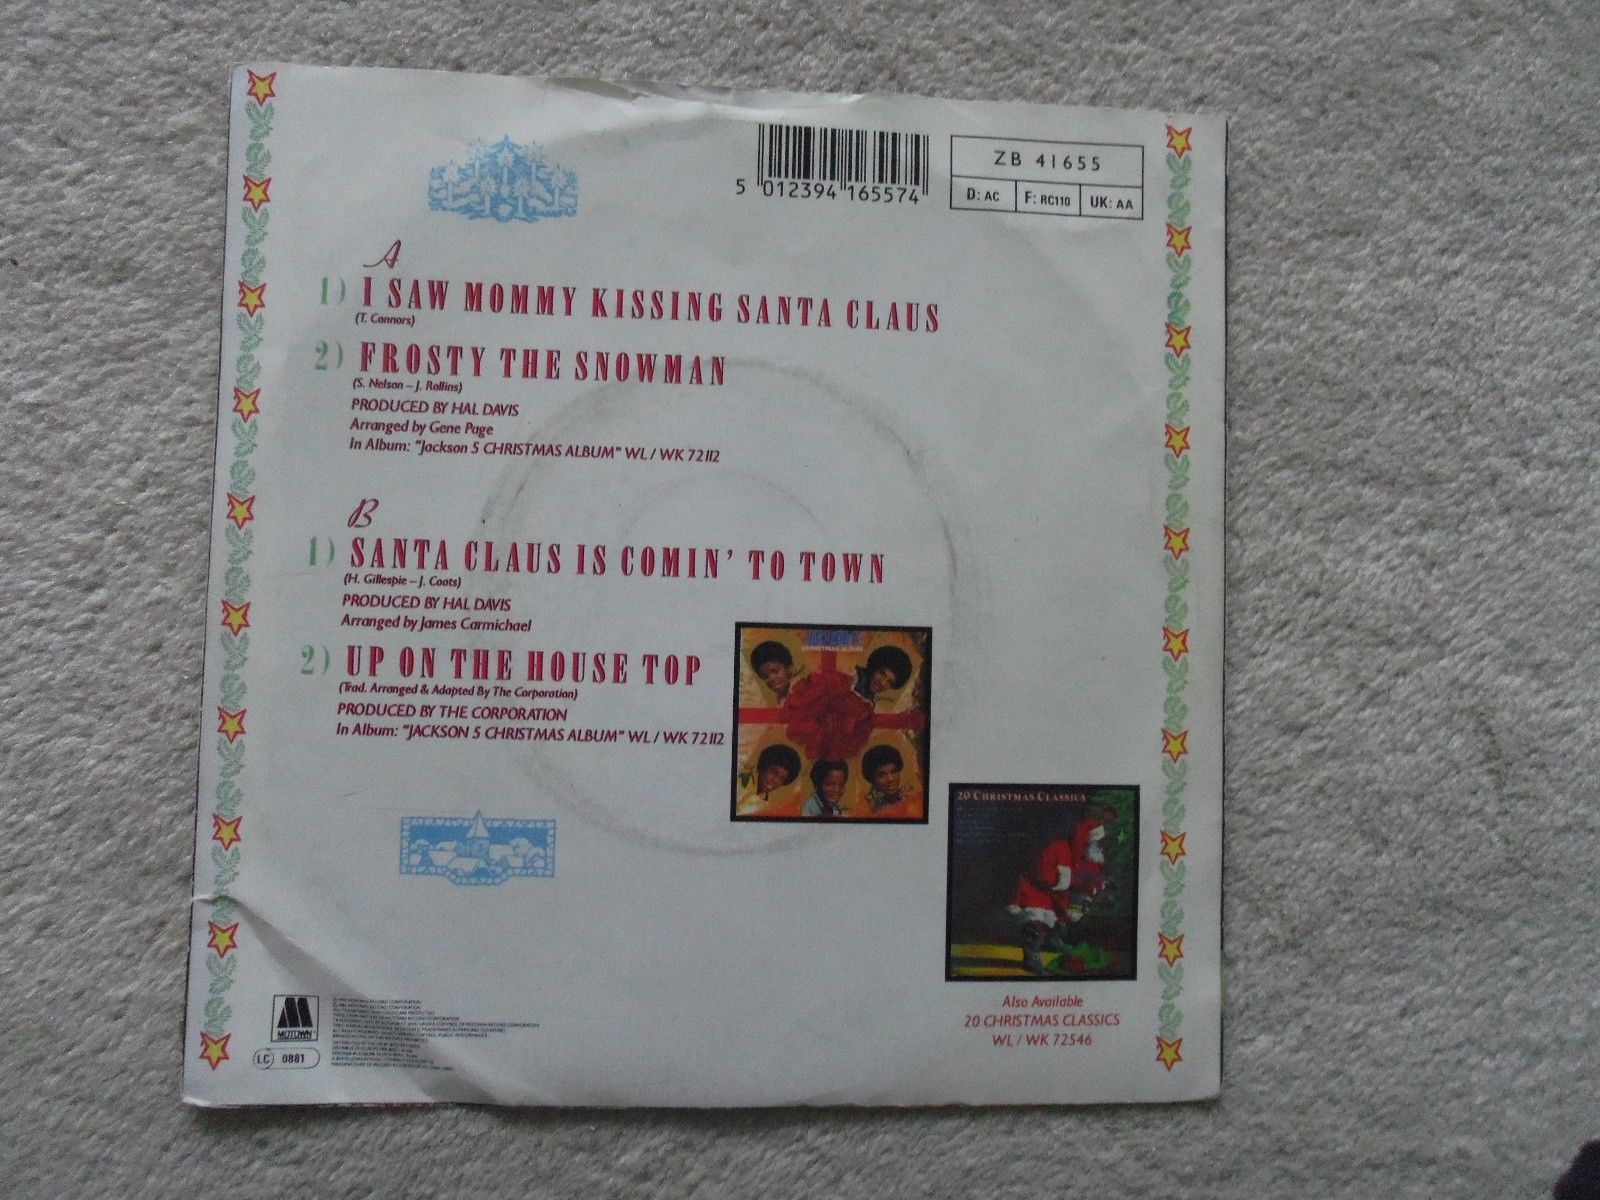 5 012394 165574
ZB 41655
D: AC F: RC110 UK: AA
A
1) I SAW MOMMY KISSING SANTA CLAUS
(T. Connors)
2) FROSTY THE SNOWMAN
(S. Nelson – J. Rollins)
PRODUCED BY HAL DAVIS
Arranged by Gene Page
In Album: "Jackson 5 CHRISTMAS ALBUM" WL / WK 72112
B
1) SANTA CLAUS IS COMIN' TO TOWN
(H. Gillespie – J. Coots)
PRODUCED BY HAL DAVIS
Arranged by James Carmichael
2) UP ON THE HOUSE TOP
(Trad. Arranged & Adapted By The Corporation)
PRODUCED BY THE CORPORATION
In Album: "JACKSON 5 CHRISTMAS ALBUM" WL / WK 72112
CHRISTMAS ALBUM
20 CHRISTMAS CLASSICS
Also Available
20 CHRISTMAS CLASSICS
WL / WK 72546
M
MOTOWN
LC 0881